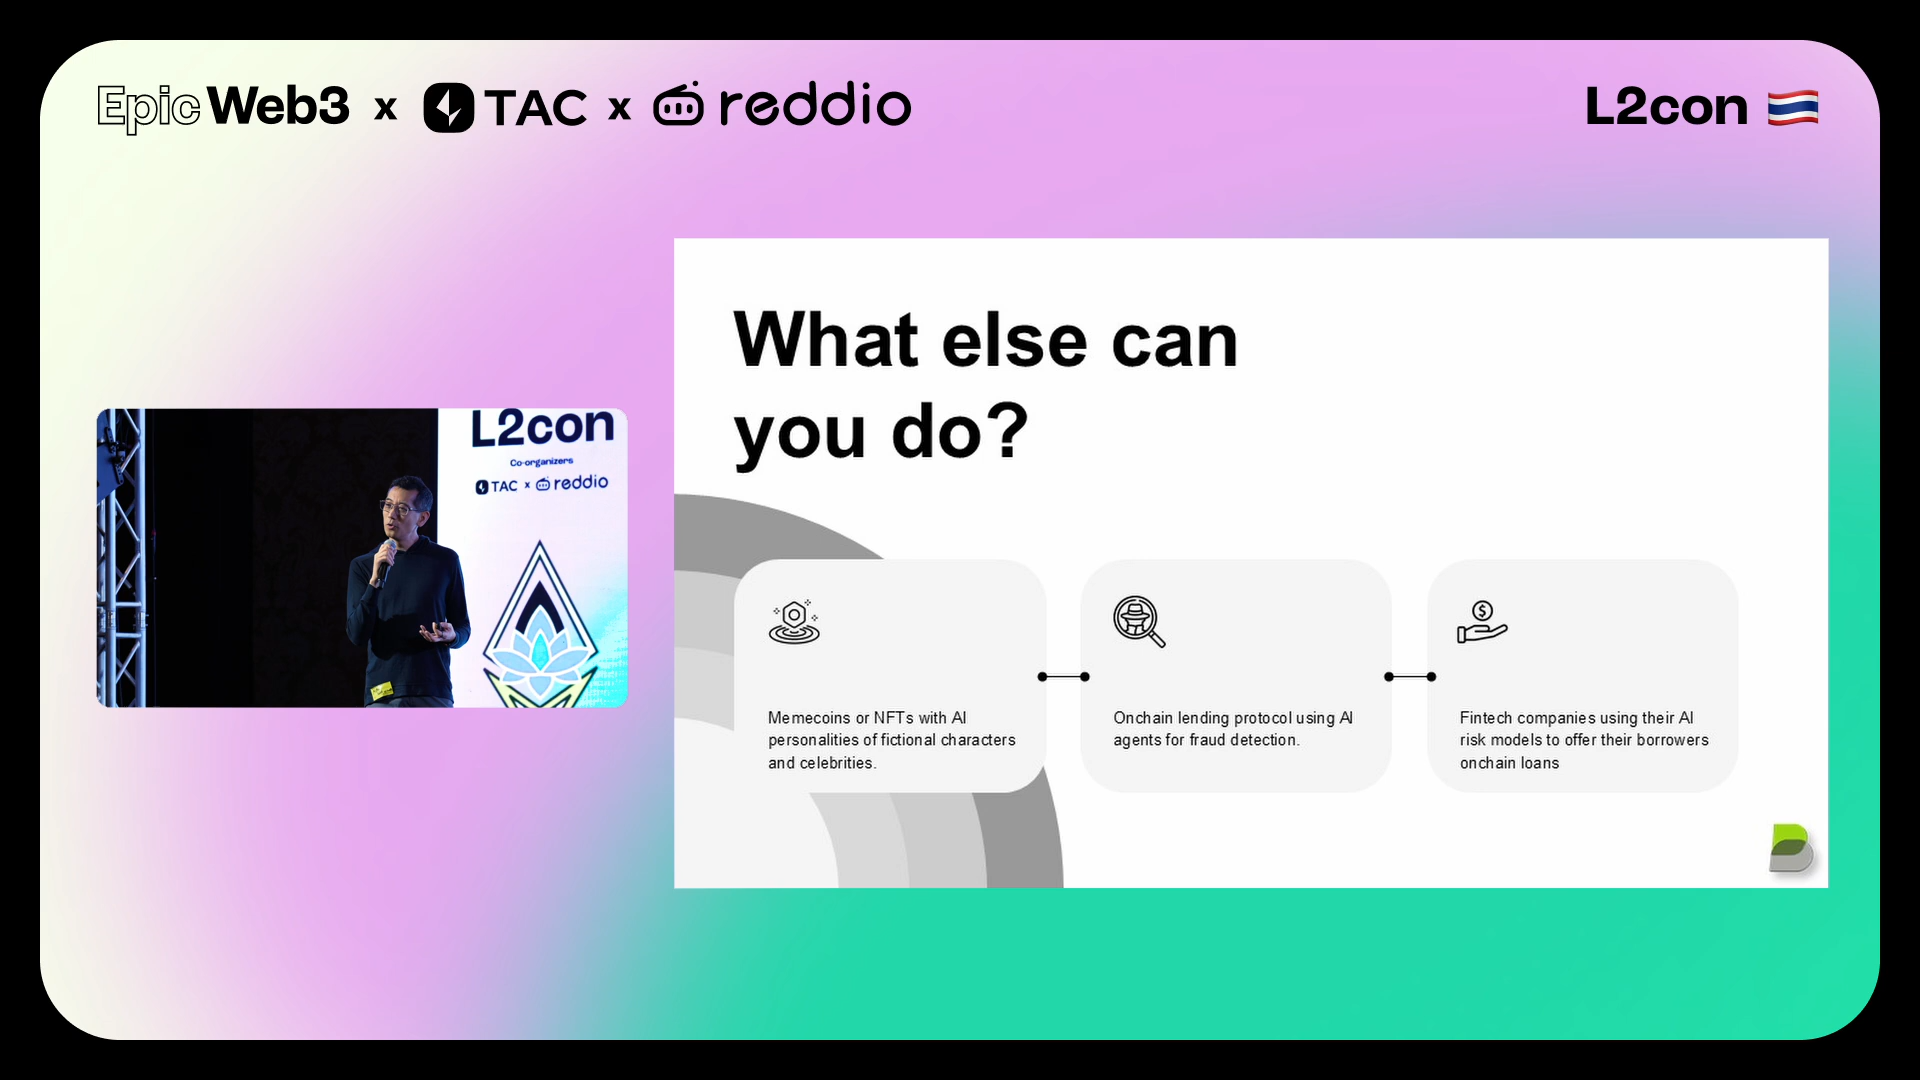 Epic Web3 x TAC x reddio
L2con
L2con
Co-organizers
TAC x reddio
What else can
you do?
Memecoins or NFTs with AI
personalities of fictional characters
and celebrities.
Onchain lending protocol using AI
agents for fraud detection.
Fintech companies using their AI
risk models to offer their borrowers
onchain loans